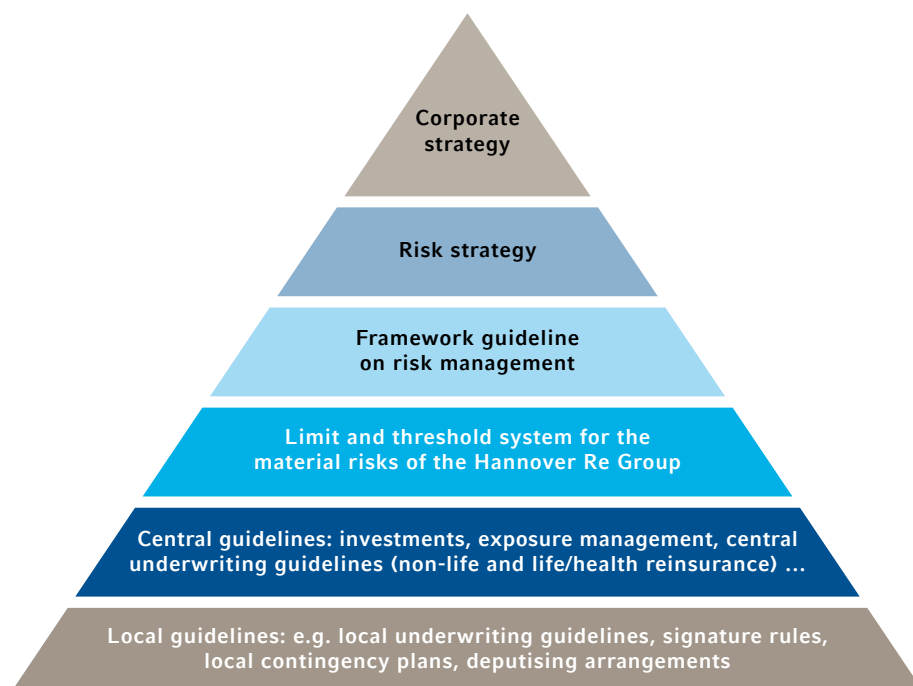 Corporate
strategy
Risk strategy
Framework guideline
on risk management
Limit and threshold system for the
material risks of the Hannover Re Group
Central guidelines: investments, exposure management, central
underwriting guidelines (non-life and life/health reinsurance) ...
Local guidelines: e.g. local underwriting guidelines, signature rules,
local contingency plans, deputising arrangements